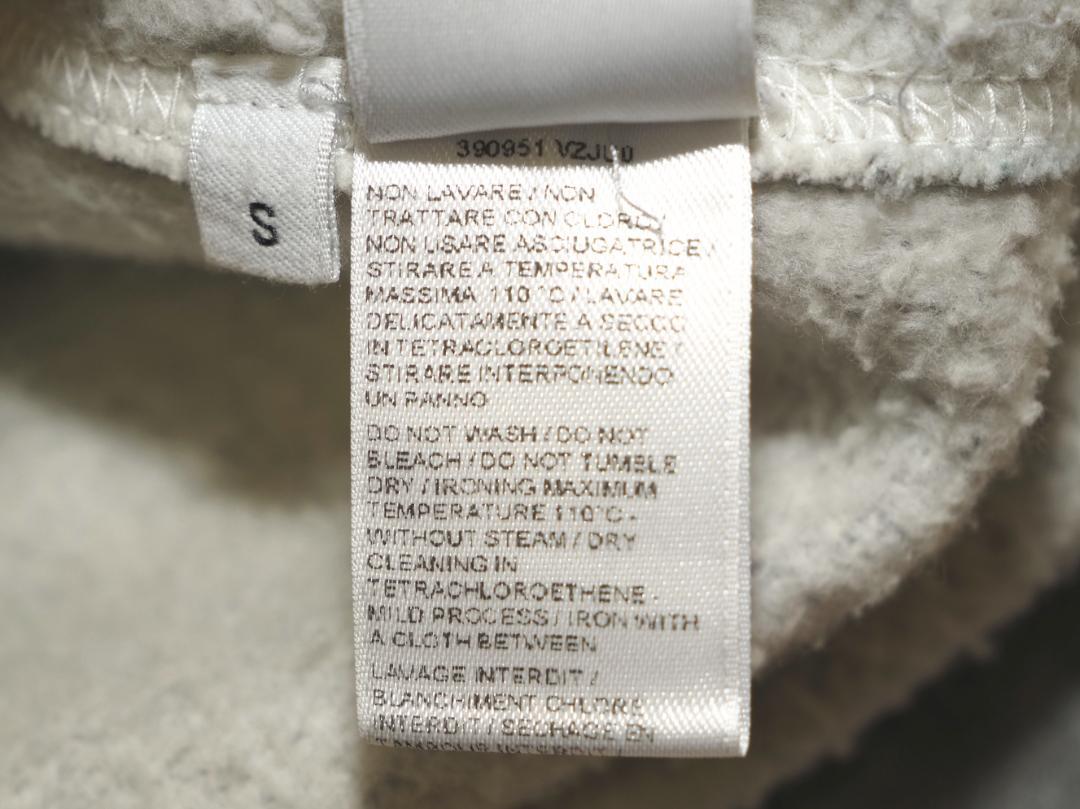 S
390951
NON LAVARE / NON
TRATTARE CON CLORO /
NON USARE ASCIUGATRICE /
STIRARE A TEMPERATURA
MASSIMA 110°C / LAVARE
DELICATAMENTE A SECCO
IN TETRACLOROETILENE /
STIRARE INTERPONENDO
UN PANNO
DO NOT WASH / DO NOT
BLEACH / DO NOT TUMBLE
DRY / IRONING MAXIMUM
TEMPERATURE 110°C -
WITHOUT STEAM / DRY
CLEANING IN
TETRACHLOROETHENE -
MILD PROCESS / IRON WITH
A CLOTH BETWEEN
LAVAGE INTERDIT /
BLANCHIMENT CHLORE
INTERDIT / SECHAGE EN
TAMBOUR INTERDIT